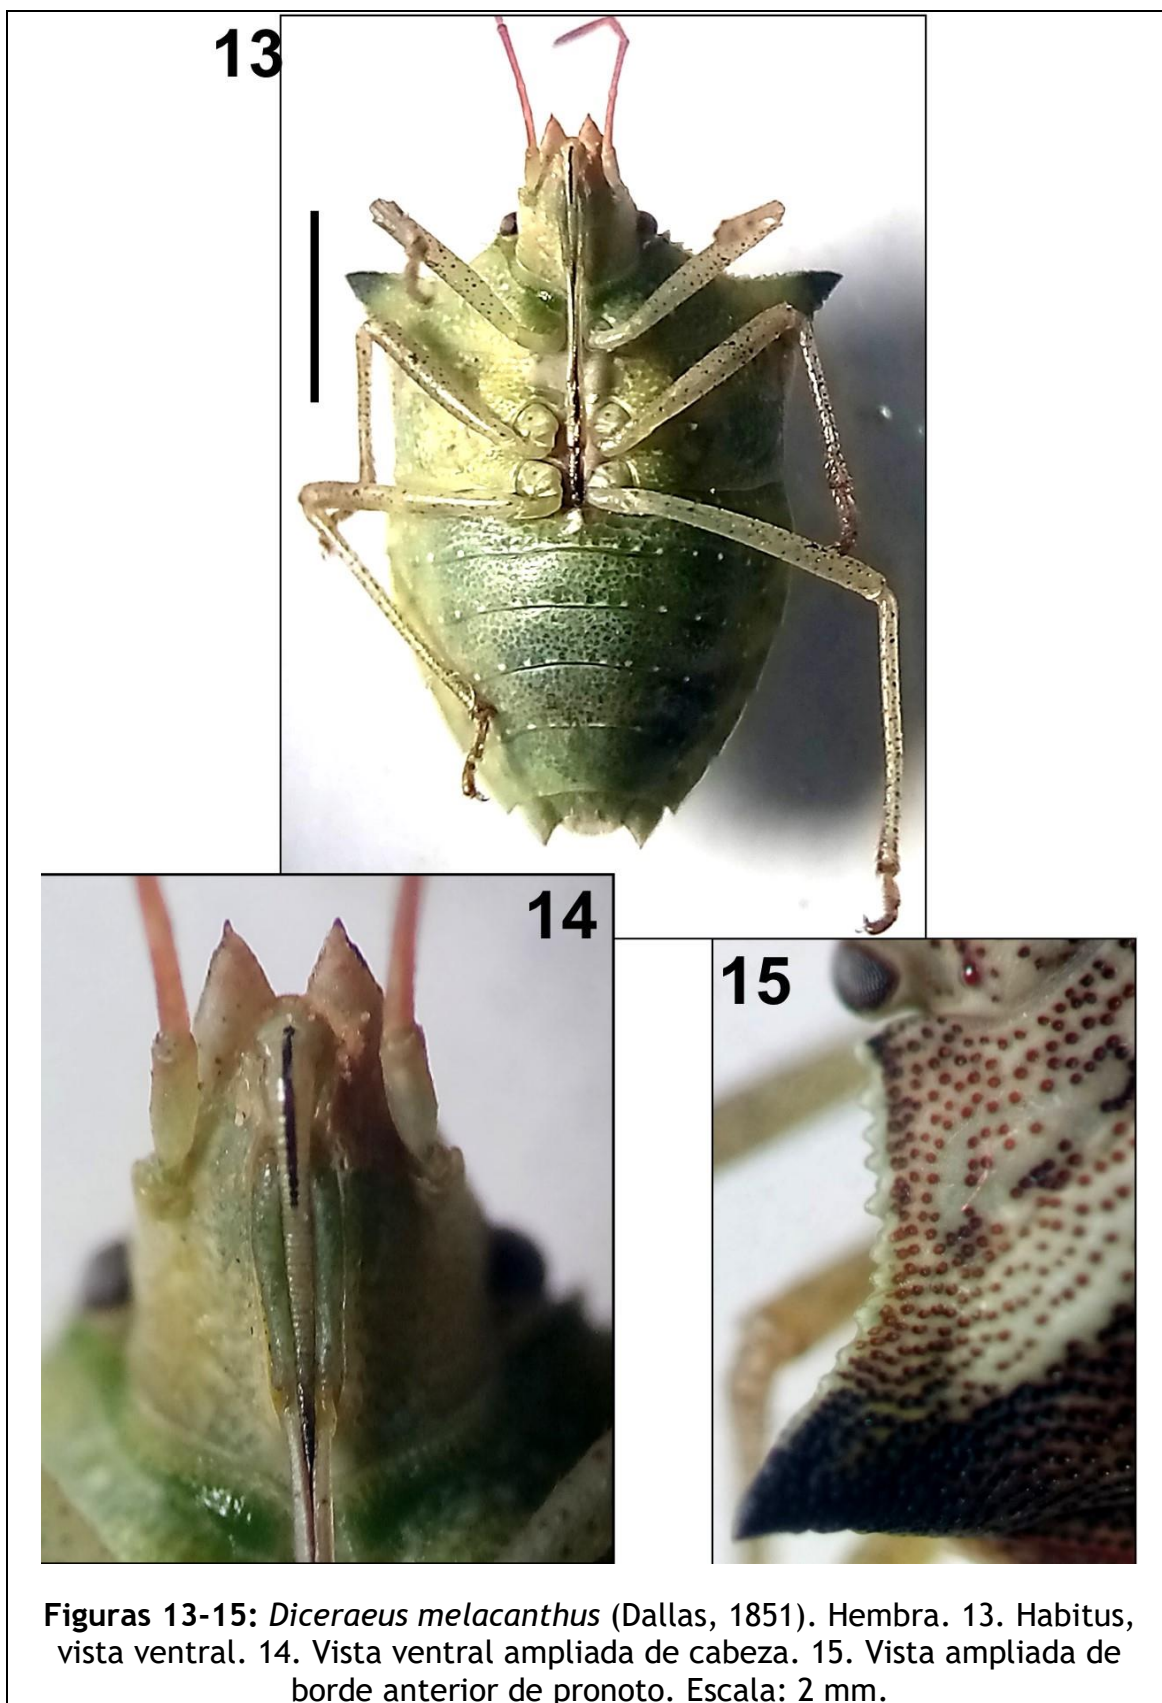 13
14
15
Figuras 13-15: Diceraeus melacanthus (Dallas, 1851). Hembra. 13. Habitus,
vista ventral. 14. Vista ventral ampliada de cabeza. 15. Vista ampliada de
borde anterior de pronoto. Escala: 2 mm.